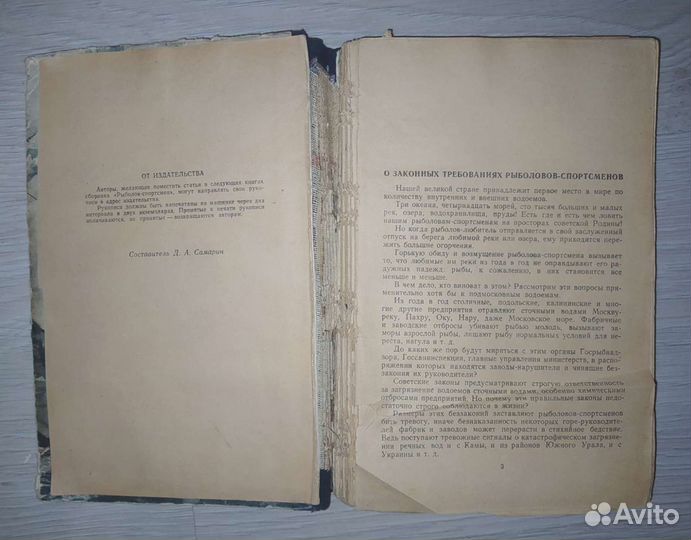 ОТ ИЗДАТЕЛЬСТВА
Авторы, желающие поместить статьи в следующих книгах
сборника «Рыболов-спортсмен», могут направлять свои руко-
писи в адрес издательства.
Рукописи должны быть напечатаны на машинке через два
интервала в двух экземплярах. Принятые к печати рукописи
оплачиваются, не принятые — возвращаются авторам.
Составитель Д. А. Самарин
О ЗАКОННЫХ ТРЕБОВАНИЯХ РЫБОЛОВОВ-СПОРТСМЕНОВ
Нашей великой стране принадлежит первое место в мире по
количеству внутренних и внешних водоемов.
Три океана, четырнадцать морей, сто тысяч больших и малых
рек, озера, водохранилища, пруды! Есть где и есть чем ловить
нашим рыболовам-спортсменам на просторах советской Родины!
Но когда рыболов-любитель отправляется в свой заслуженный
отпуск на берега любимой реки или озера, ему приходится пере-
жить большие огорчения.
Горькую обиду и возмущение рыболова-спортсмена вызывает
то, что любимые им реки из года в год не оправдывают его ра-
дужных надежд, рыбы, к сожалению, в них становится все
меньше и меньше.
В чем дело, кто виноват в этом? Рассмотрим эти вопросы при-
менительно хотя бы к подмосковным водоемам.
Из года в год столичные, подольские, калининские и мно-
гие другие предприятия отравляют сточными водами Москву-
реку, Пахру, Оку, Нару, даже Московское море. Фабричные
и заводские отбросы убивают рыбью молодь, вызывают за-
моры взрослой рыбы, лишают рыбу нормальных условий для не-
реста, нагула и т. д.
До каких же пор будут мириться с этим органы Госрыбнад-
зора, Госсанинспекции, главные управления министерств, в распо-
ряжении которых находятся заводы-нарушители и чинящие без-
закония их руководители?
Советские законы предусматривают строгую ответственность
за загрязнение водоемов сточными водами, особенно химическими
отбросами предприятий. Но почему эти правильные законы недо-
статочно строго соблюдаются в жизни?
Размеры этих беззаконий заставляют рыболовов-спортсменов
бить тревогу, иначе безнаказанность некоторых горе-руководите-
лей фабрик и заводов может перерасти в стихийное бедствие.
Ведь поступают тревожные сигналы о катастрофическом загрязне-
нии речных вод и с Камы, и из районов Южного Урала, и с
Украины и т. д.
3
Avito